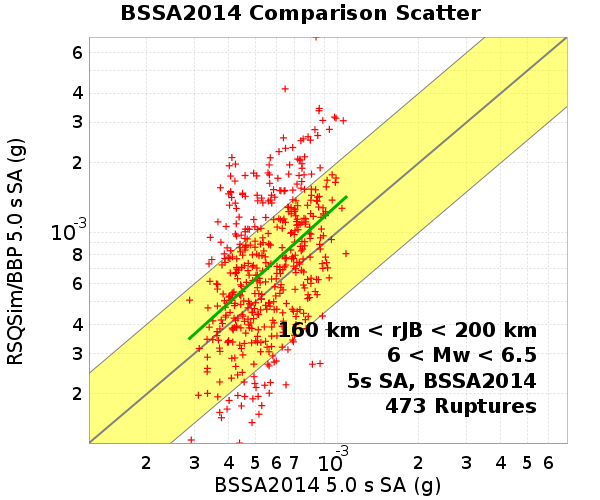 BSSA2014 Comparison Scatter
RSQSim/BBP 5.0 s SA (g)
6
4
3
2
10-3
8
6
4
3
2
160 km < rJB < 200 km
6 < Mw < 6.5
5s SA, BSSA2014
473 Ruptures
2 3 4 5 6 7 10-3 2 3 4 5 6
BSSA2014 5.0 s SA (g)